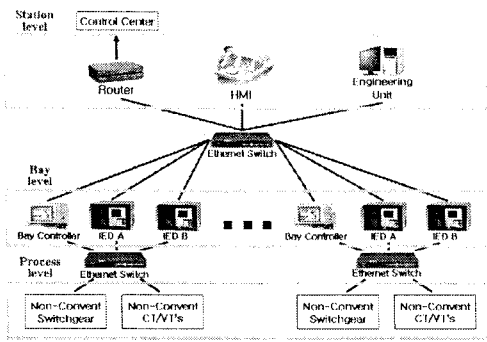 Station
level
Control Center
Router
HMI
Engineering
Unit
Ethernet Switch
Bay
level
Bay Controller
IED A
IED B
Bay Controller
IED A
IED B
Process
level
Ethernet Switch
Ethernet Switch
Non-Convent
Switchgear
Non-Convent
CT/VT's
Non-Convent
Switchgear
Non-Convent
CT/VT's